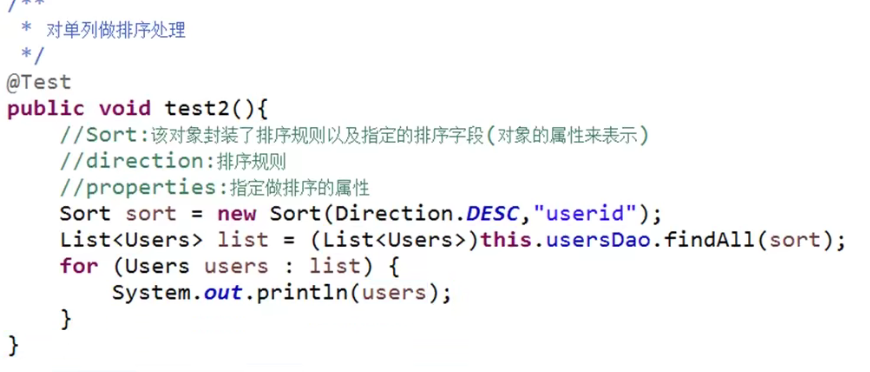 /**
 * 对单列做排序处理
 */
@Test
public void test2(){
    //Sort:该对象封装了排序规则以及指定的排序字段(对象的属性来表示)
    //direction:排序规则
    //properties:指定做排序的属性
    Sort sort = new Sort(Direction.DESC,"userid");
    List<Users> list = (List<Users>)this.usersDao.findAll(sort);
    for (Users users : list) {
        System.out.println(users);
    }
}